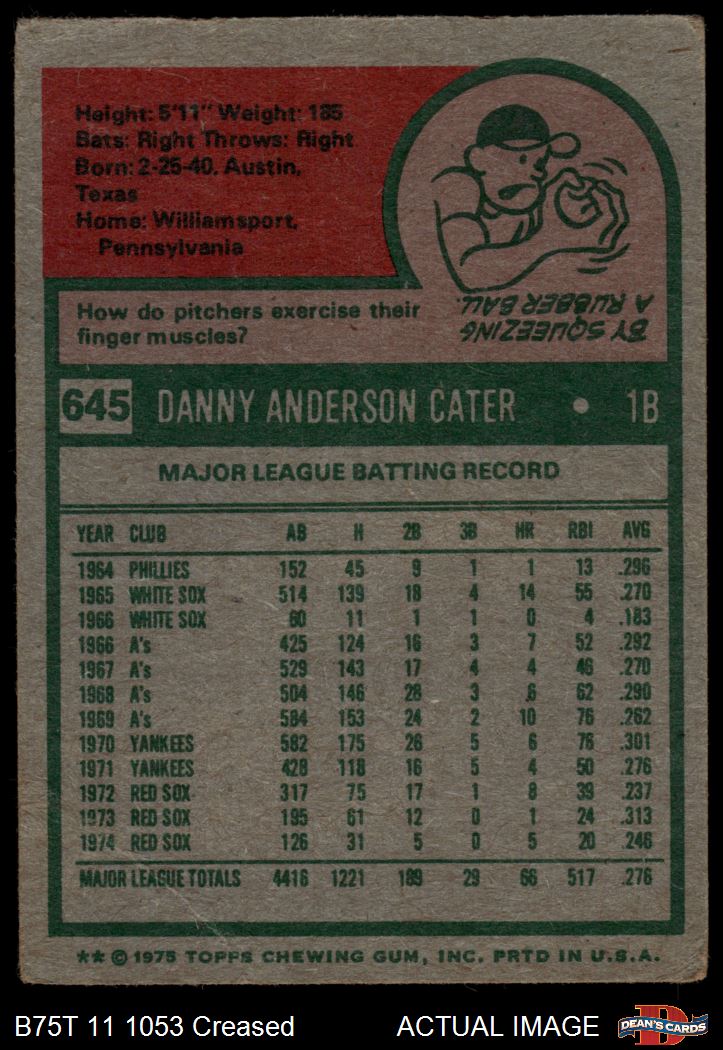 Height: 5'11" Weight: 185
Bats: Right Throws: Right
Born: 2-25-40, Austin,
Texas
Home: Williamsport,
Pennsylvania
How do pitchers exercise their
finger muscles?
BY SQUEEZING
A RUBBER BALL.
645 DANNY ANDERSON CATER • 1B
MAJOR LEAGUE BATTING RECORD
YEAR CLUB AB H 2B 3B HR RBI AVG
1964 PHILLIES 152 45 9 1 1 13 .296
1965 WHITE SOX 514 139 18 4 14 55 .270
1966 WHITE SOX 60 11 1 1 0 4 .183
1966 A's 425 124 16 3 7 52 .292
1967 A's 529 143 17 4 4 46 .270
1968 A's 504 146 28 3 6 62 .290
1969 A's 584 153 24 2 10 76 .262
1970 YANKEES 582 175 26 5 6 76 .301
1971 YANKEES 428 118 16 5 4 50 .276
1972 RED SOX 317 75 17 1 8 39 .237
1973 RED SOX 195 61 12 0 1 24 .313
1974 RED SOX 126 31 5 0 5 20 .246
MAJOR LEAGUE TOTALS 4416 1221 189 29 66 517 .276
★★ © 1975 TOPPS CHEWING GUM, INC. PRTD IN U.S.A.
B75T 11 1053 Creased ACTUAL IMAGE DEAN'S CARDS